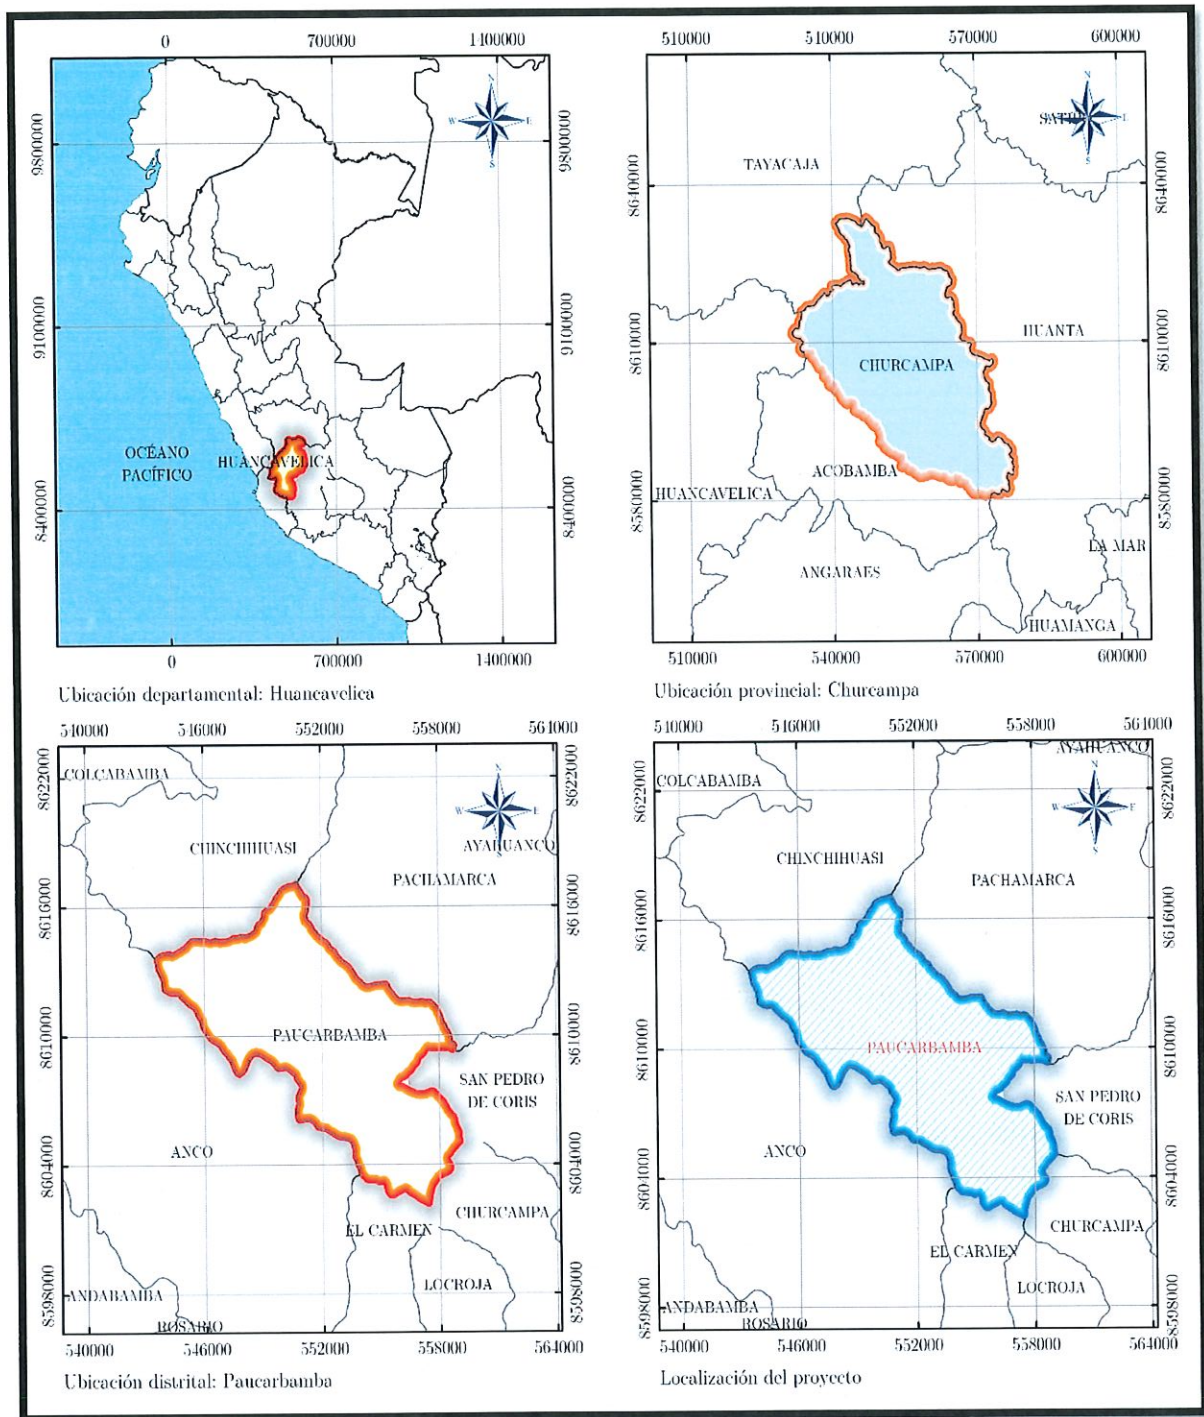 0 700000 1400000
9800000 9800000
9100000 9100000
8400000 8400000
N
W E
S
OCÉANO
PACÍFICO
HUANCAVELICA
0 700000 1400000
Ubicación departamental: Huancavelica
510000 510000 570000 600000
8640000 8640000
8610000 8610000
8580000 8580000
N
E
S
TAYACAJA
HUANTA
CHURCAMPA
ACOBAMBA
HUANCAVELICA
LA MAR
ANGARAES
HUAMANGA
510000 540000 570000 600000
Ubicación provincial: Churcampa
540000 546000 552000 558000 561000
8622000 8622000
8616000 8619000
8610000 8610000
8604000 8604000
8598000 8598000
COLCABAMBA
N
W E
S
CHINCHIHUASI
AYAHUANCO
PACHAMARCA
PAUCARBAMBA
SAN PEDRO
DE CORIS
ANCO
CHURCAMPA
EL CARMEN
LOCROJA
ANDABAMBA
ROSARIO
540000 546000 552000 558000 564000
Ubicación distrital: Paucarbamba
540000 546000 552000 558000 561000
8622000 8622000
8616000 8616000
8610000 8610000
8604000 8604000
8598000 8598000
AYAHUANCO
COLCABAMBA
N
W E
S
CHINCHIHUASI
PACHAMARCA
PAUCARBAMBA
SAN PEDRO
DE CORIS
ANCO
CHURCAMPA
EL CARMEN
LOCROJA
ANDABAMBA
ROSARIO
540000 546000 552000 558000 564000
Localización del proyecto